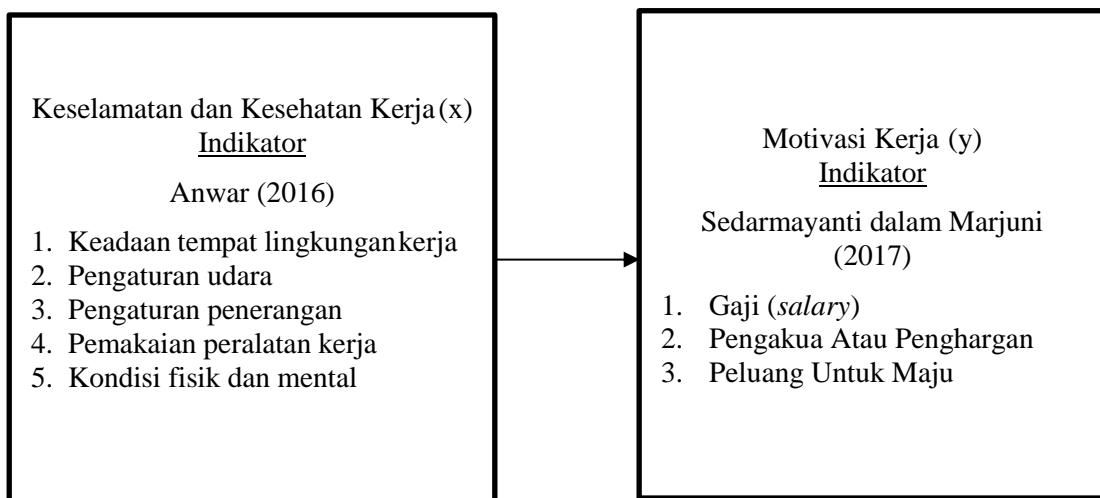 Keselamatan dan Kesehatan Kerja (x)
Indikator
Anwar (2016)
1. Keadaan tempat lingkungan kerja
2. Pengaturan udara
3. Pengaturan penerangan
4. Pemakaian peralatan kerja
5. Kondisi fisik dan mental
Motivasi Kerja (y)
Indikator
Sedarmayanti dalam Marjuni
(2017)
1. Gaji (salary)
2. Pengakua Atau Penghargan
3. Peluang Untuk Maju